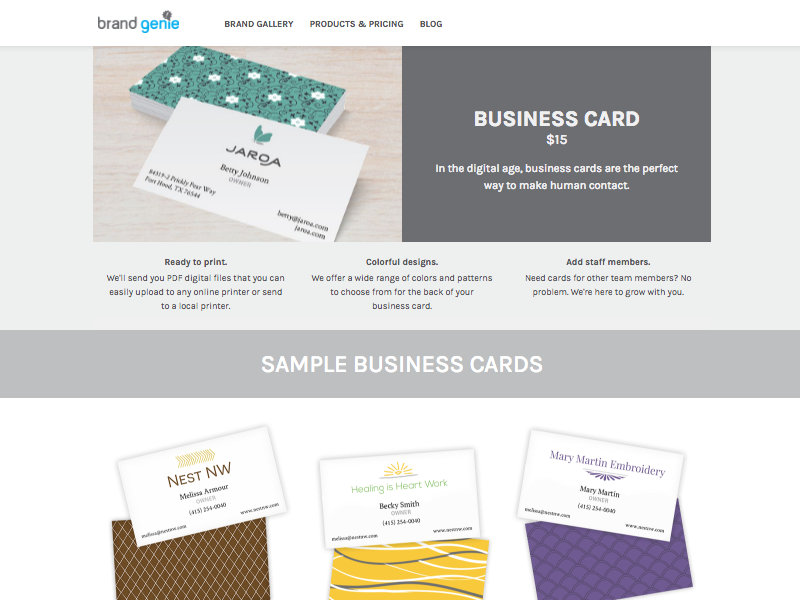 brand genie
BRAND GALLERY
PRODUCTS & PRICING
BLOG
JAROA
Betty Johnson
OWNER
84519-2 Prickly Pear Way
Fort Hood, TX 76544
betty@jaroa.com
jaroa.com
BUSINESS CARD
$15
In the digital age, business cards are the perfect
way to make human contact.
Ready to print.
We'll send you PDF digital files that you can
easily upload to any online printer or send
to a local printer.
Colorful designs.
We offer a wide range of colors and patterns
to choose from for the back of your
business card.
Add staff members.
Need cards for other team members? No
problem. We're here to grow with you.
SAMPLE BUSINESS CARDS
NEST NW
Melissa Armour
OWNER
(415) 254-0040
melissa@nestnw.com
www.nestnw.com
Healing is Heart Work
Becky Smith
OWNER
(415) 254-0040
melissa@nestnw.com
www.nestnw.com
Mary Martin Embroidery
Mary Martin
OWNER
(415) 254-0040
melissa@nestnw.com
www.nestnw.com